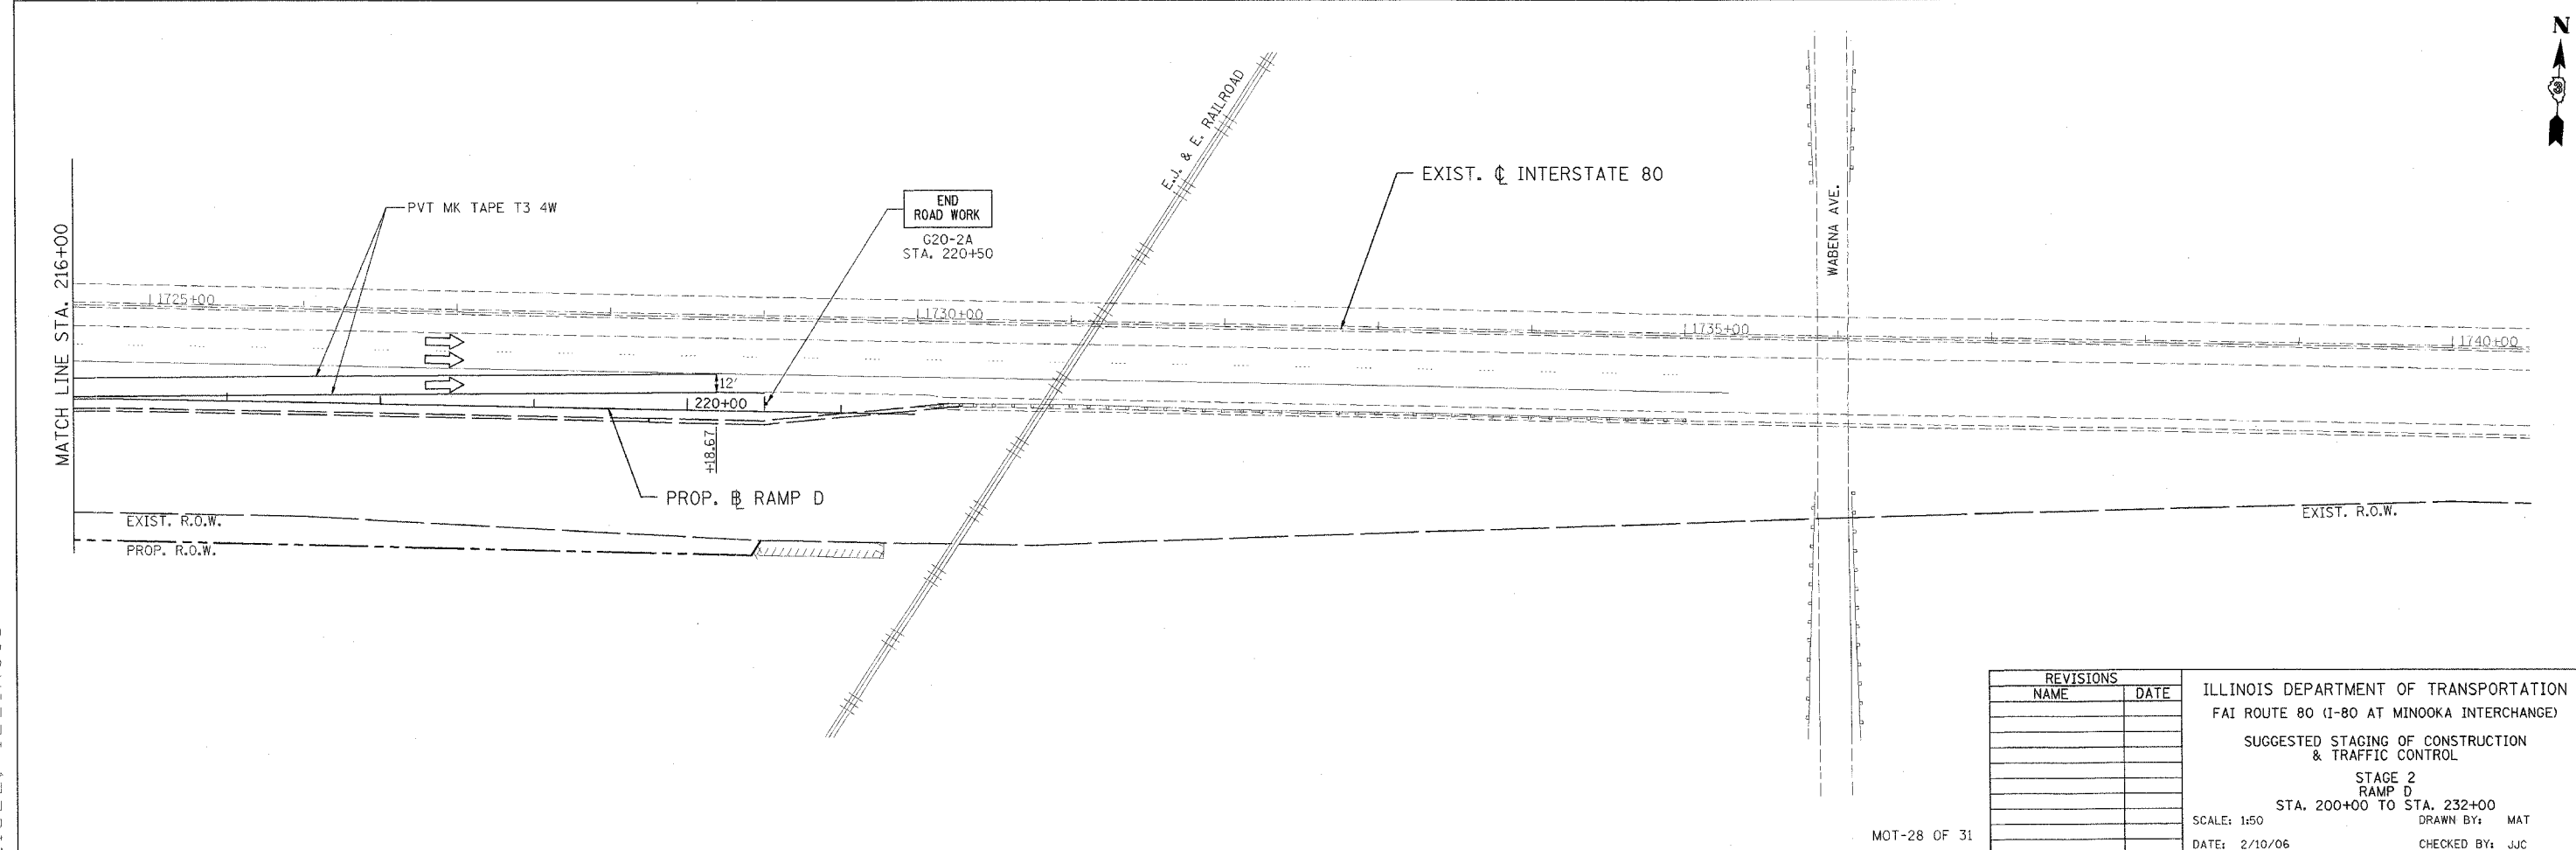 N
3
E.J. & E. RAILROAD
EXIST. ℄ INTERSTATE 80
WABENA AVE.
PVT MK TAPE T3 4W
END
ROAD WORK
G20-2A
STA. 220+50
MATCH LINE STA. 216+00
1725+00
1730+00
1735+00
1740+00
12'
220+00
+18.67
PROP. BL RAMP D
EXIST. R.O.W.
EXIST. R.O.W.
PROP. R.O.W.
REVISIONS
NAME DATE
ILLINOIS DEPARTMENT OF TRANSPORTATION
FAI ROUTE 80 (I-80 AT MINOOKA INTERCHANGE)
SUGGESTED STAGING OF CONSTRUCTION
& TRAFFIC CONTROL
STAGE 2
RAMP D
STA. 200+00 TO STA. 232+00
SCALE: 1:50 DRAWN BY: MAT
DATE: 2/10/06 CHECKED BY: JJC
MOT-28 OF 31